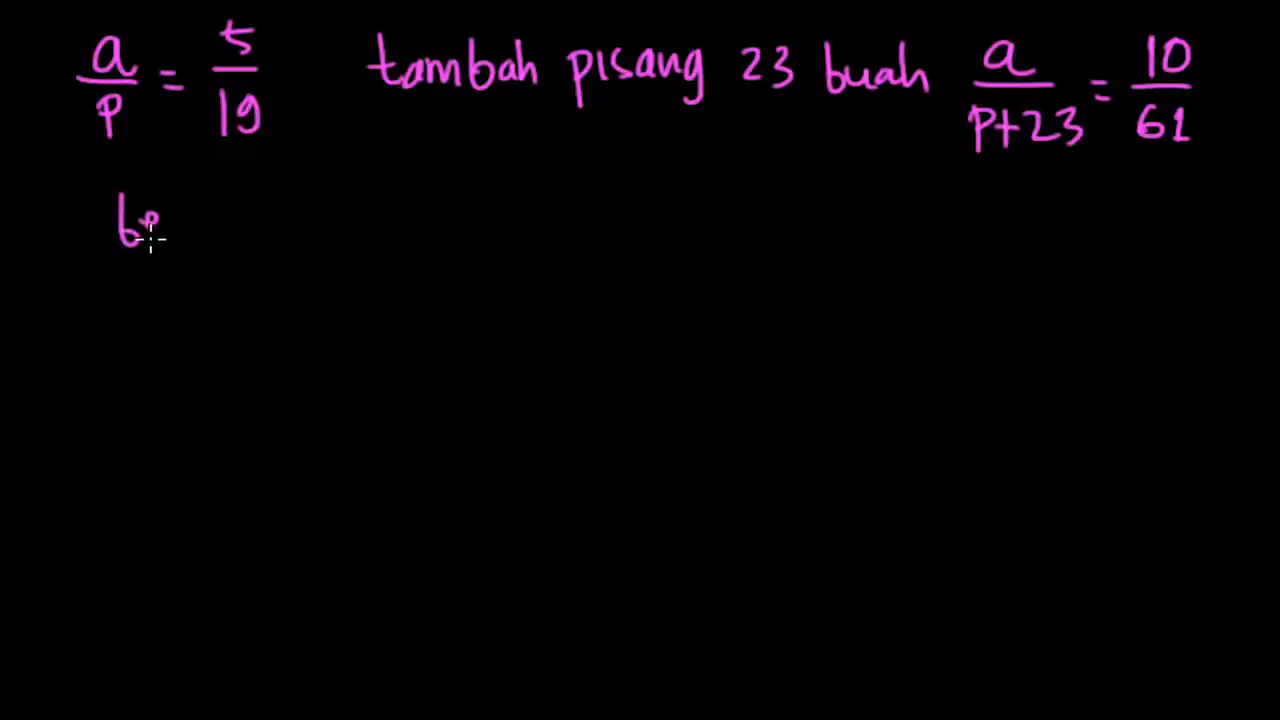 a/p = 5/19 tambah pisang 23 buah a/(p+23) = 10/61